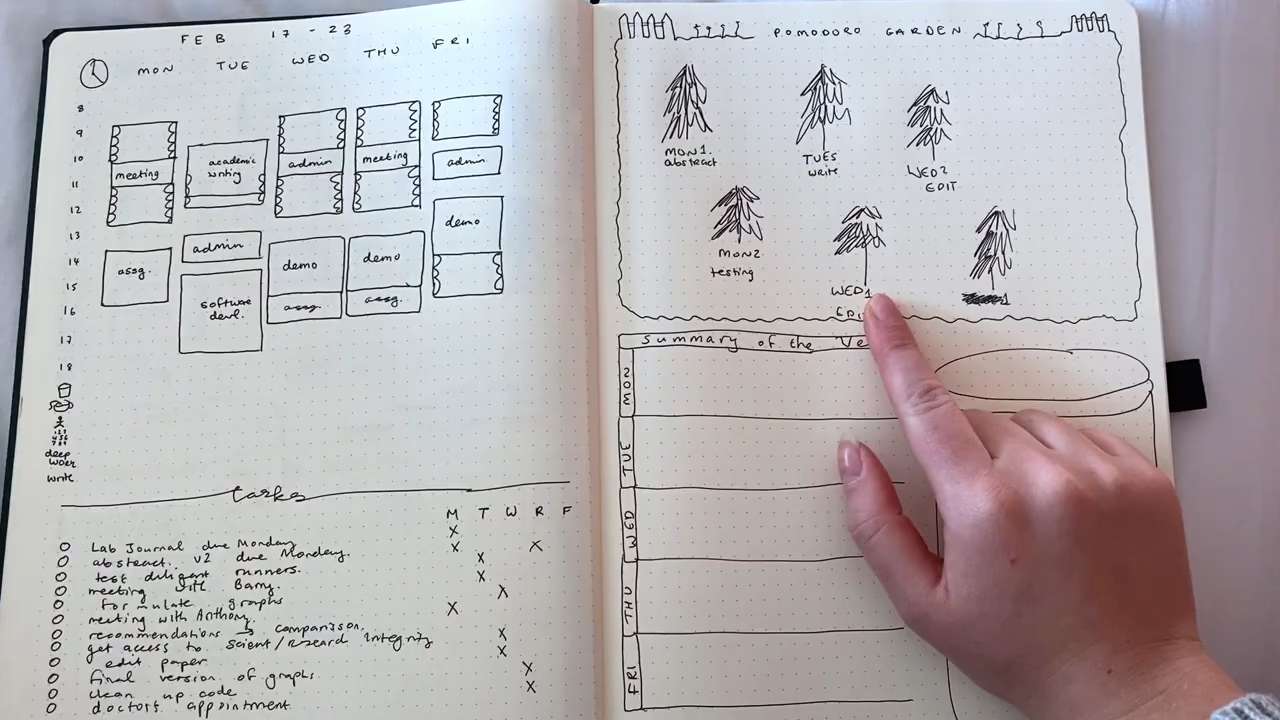 FEB 17 - 23
MON TUE WED THU FRI
8
9
10
11
12
13
14
15
16
17
18
meeting
assg.
academic
writing
admin
software
devl.
admin
demo
assg.
meeting
demo
assg.
admin
demo
deep
work
write
tasks
M T W R F
Lab Journal due Monday X
abstract v2 due Monday. X X
test diligent runners. X
meeting with Barry. X
formulate graphs X
meeting with Anthony. X
recommendations → comparison. X
get access to scient/research integrity X
edit paper
final version of graphs X
clean up code X
doctors appointment
POMODORO GARDEN
MON1.
abstract
TUES
write
WED2
EDIT
MON2
testing
WED1
1
summary of the
MON
TUE
WED
THU
FRI